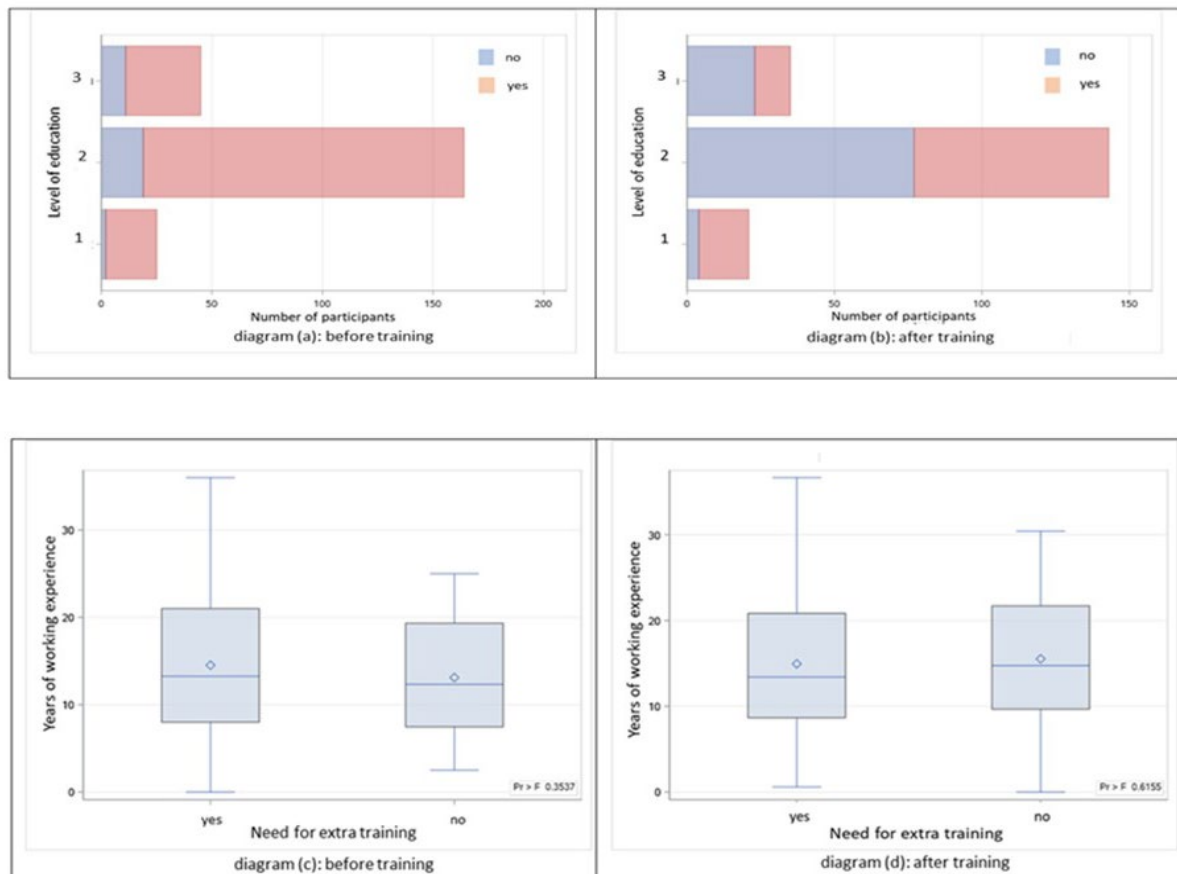 no
yes
3
2
1
Level of education
0 50 100 150 200
Number of participants
diagram (a): before training
no
yes
3
2
1
Level of education
0 50 100 150
Number of participants
diagram (b): after training
Years of working experience
30
20
10
0
Pr > F 0.3537
yes no
Need for extra training
diagram (c): before training
Years of working experience
30
20
10
0
Pr > F 0.6155
yes no
Need for extra training
diagram (d): after training